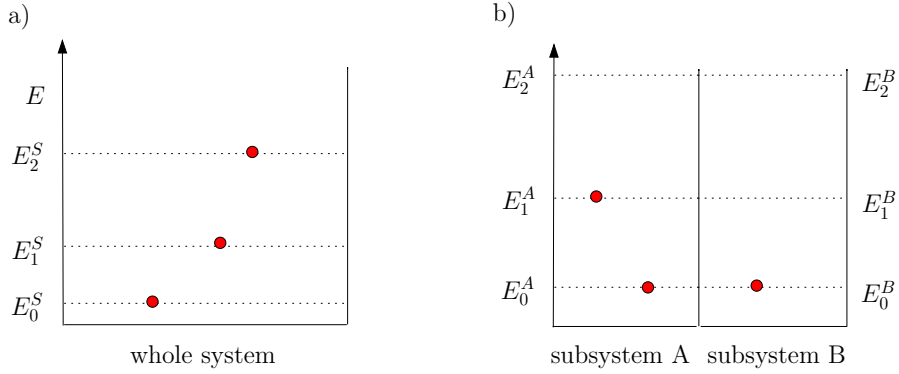 a)
E
E_2^S
E_1^S
E_0^S
whole system
b)
E_2^A
E_1^A
E_0^A
E_2^B
E_1^B
E_0^B
subsystem A
subsystem B